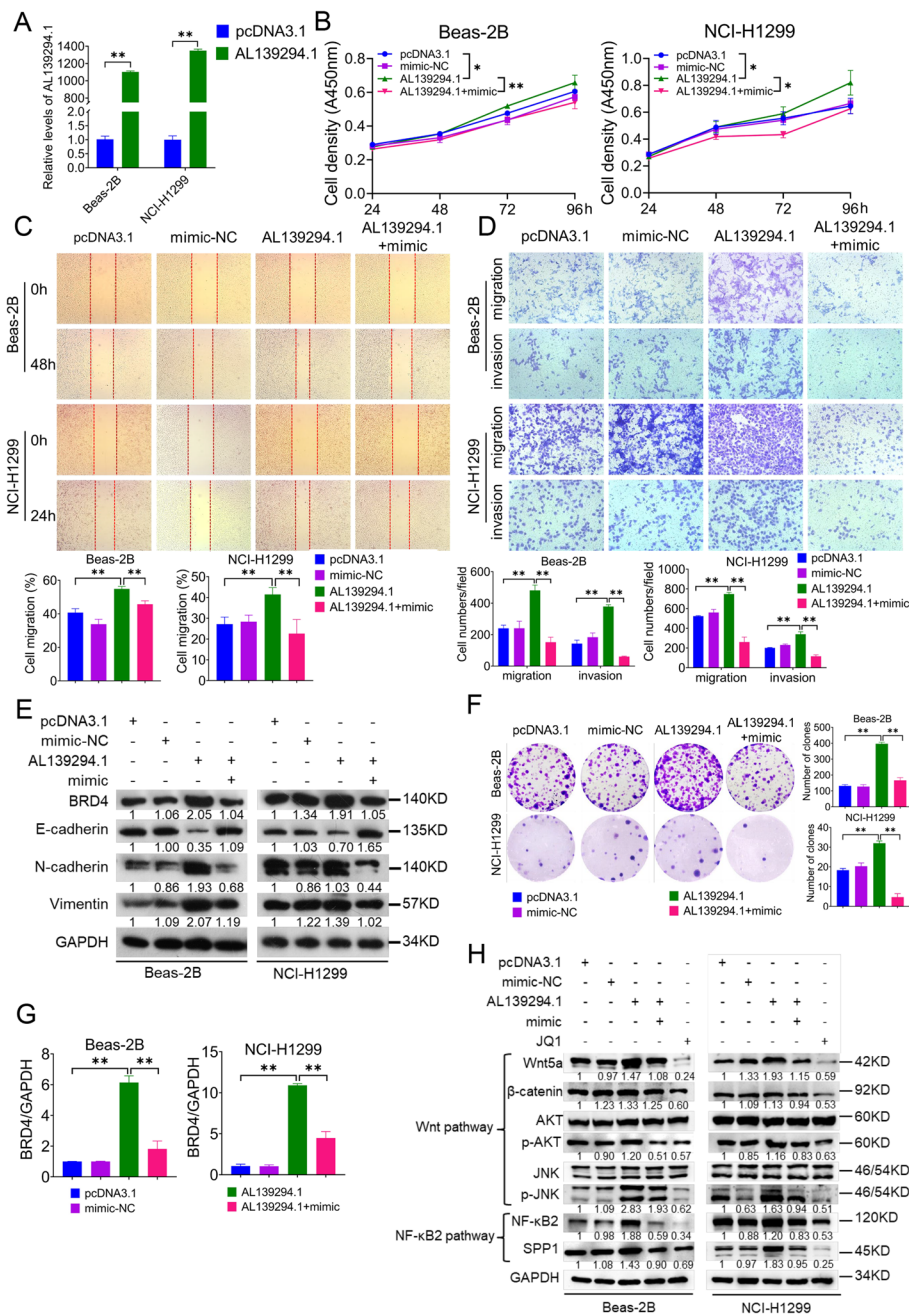 A
pcDNA3.1
AL139294.1
Relative levels of AL139294.1
1400
1200
1000
800
600
400
200
1.5
1.0
0.5
0.0
**
**
Beas-2B
NCI-H1299
B
Beas-2B
Cell density (A450nm)
0.8
0.6
0.4
0.2
0.0
pcDNA3.1
mimic-NC
AL139294.1
AL139294.1+mimic
*
**
24 48 72 96h
NCI-H1299
Cell density (A450nm)
1.0
0.8
0.6
0.4
0.2
0.0
pcDNA3.1
mimic-NC
AL139294.1
AL139294.1+mimic
*
*
24 48 72 96h
C
pcDNA3.1 mimic-NC AL139294.1 AL139294.1
+mimic
Beas-2B
0h
48h
NCI-H1299
0h
24h
Beas-2B
Cell migration (%)
60
40
20
0
** **
NCI-H1299
Cell migration (%)
50
40
30
20
10
0
** **
pcDNA3.1
mimic-NC
AL139294.1
AL139294.1+mimic
D
pcDNA3.1 mimic-NC AL139294.1 AL139294.1
+mimic
Beas-2B
migration
invasion
NCI-H1299
migration
invasion
Beas-2B
Cell numbers/field
600
400
200
0
** **
** **
migration invasion
NCI-H1299
Cell numbers/field
1000
800
600
400
200
0
** **
** **
migration invasion
pcDNA3.1
mimic-NC
AL139294.1
AL139294.1+mimic
E
pcDNA3.1 + - - - + - - -
mimic-NC - + - - - + - -
AL139294.1 - - + + - - + +
mimic - - - + - - - +
BRD4 140KD
1 1.06 2.05 1.04 1 1.34 1.91 1.05
E-cadherin 135KD
1 1.00 0.35 1.09 1 1.03 0.70 1.65
N-cadherin 140KD
1 0.86 1.93 0.68 1 0.86 1.03 0.44
Vimentin 57KD
1 1.09 2.07 1.19 1 1.22 1.39 1.02
GAPDH 34KD
Beas-2B NCI-H1299
F
pcDNA3.1 mimic-NC AL139294.1 AL139294.1
+mimic
Beas-2B
NCI-H1299
pcDNA3.1
mimic-NC
AL139294.1
AL139294.1+mimic
Beas-2B
Number of clones
500
400
300
200
100
0
** **
NCI-H1299
Number of clones
40
30
20
10
0
** **
G
Beas-2B
BRD4/GAPDH
8
6
4
2
0
** **
NCI-H1299
BRD4/GAPDH
15
10
5
0
** **
pcDNA3.1
mimic-NC
AL139294.1
AL139294.1+mimic
H
pcDNA3.1 + - - - - + - - - -
mimic-NC - + - - - - + - - -
AL139294.1 - - + + - - - + + -
mimic - - - + - - - - + -
JQ1 - - - - + - - - - +
Wnt pathway
Wnt5a 42KD
1 0.97 1.47 1.08 0.24 1 1.33 1.93 1.15 0.59
β-catenin 92KD
1 1.23 1.33 1.25 0.60 1 1.09 1.13 0.94 0.53
AKT 60KD
p-AKT 60KD
1 0.90 1.20 0.51 0.57 1 0.85 1.16 0.83 0.63
JNK 46/54KD
p-JNK 46/54KD
1 1.09 2.83 1.93 0.62 1 0.63 1.63 0.94 0.51
NF-κB2 pathway
NF-κB2 120KD
1 0.98 1.88 0.59 0.34 1 0.88 1.20 0.83 0.53
SPP1 45KD
1 1.08 1.43 0.90 0.69 1 0.97 1.83 0.95 0.25
GAPDH 34KD
Beas-2B NCI-H1299